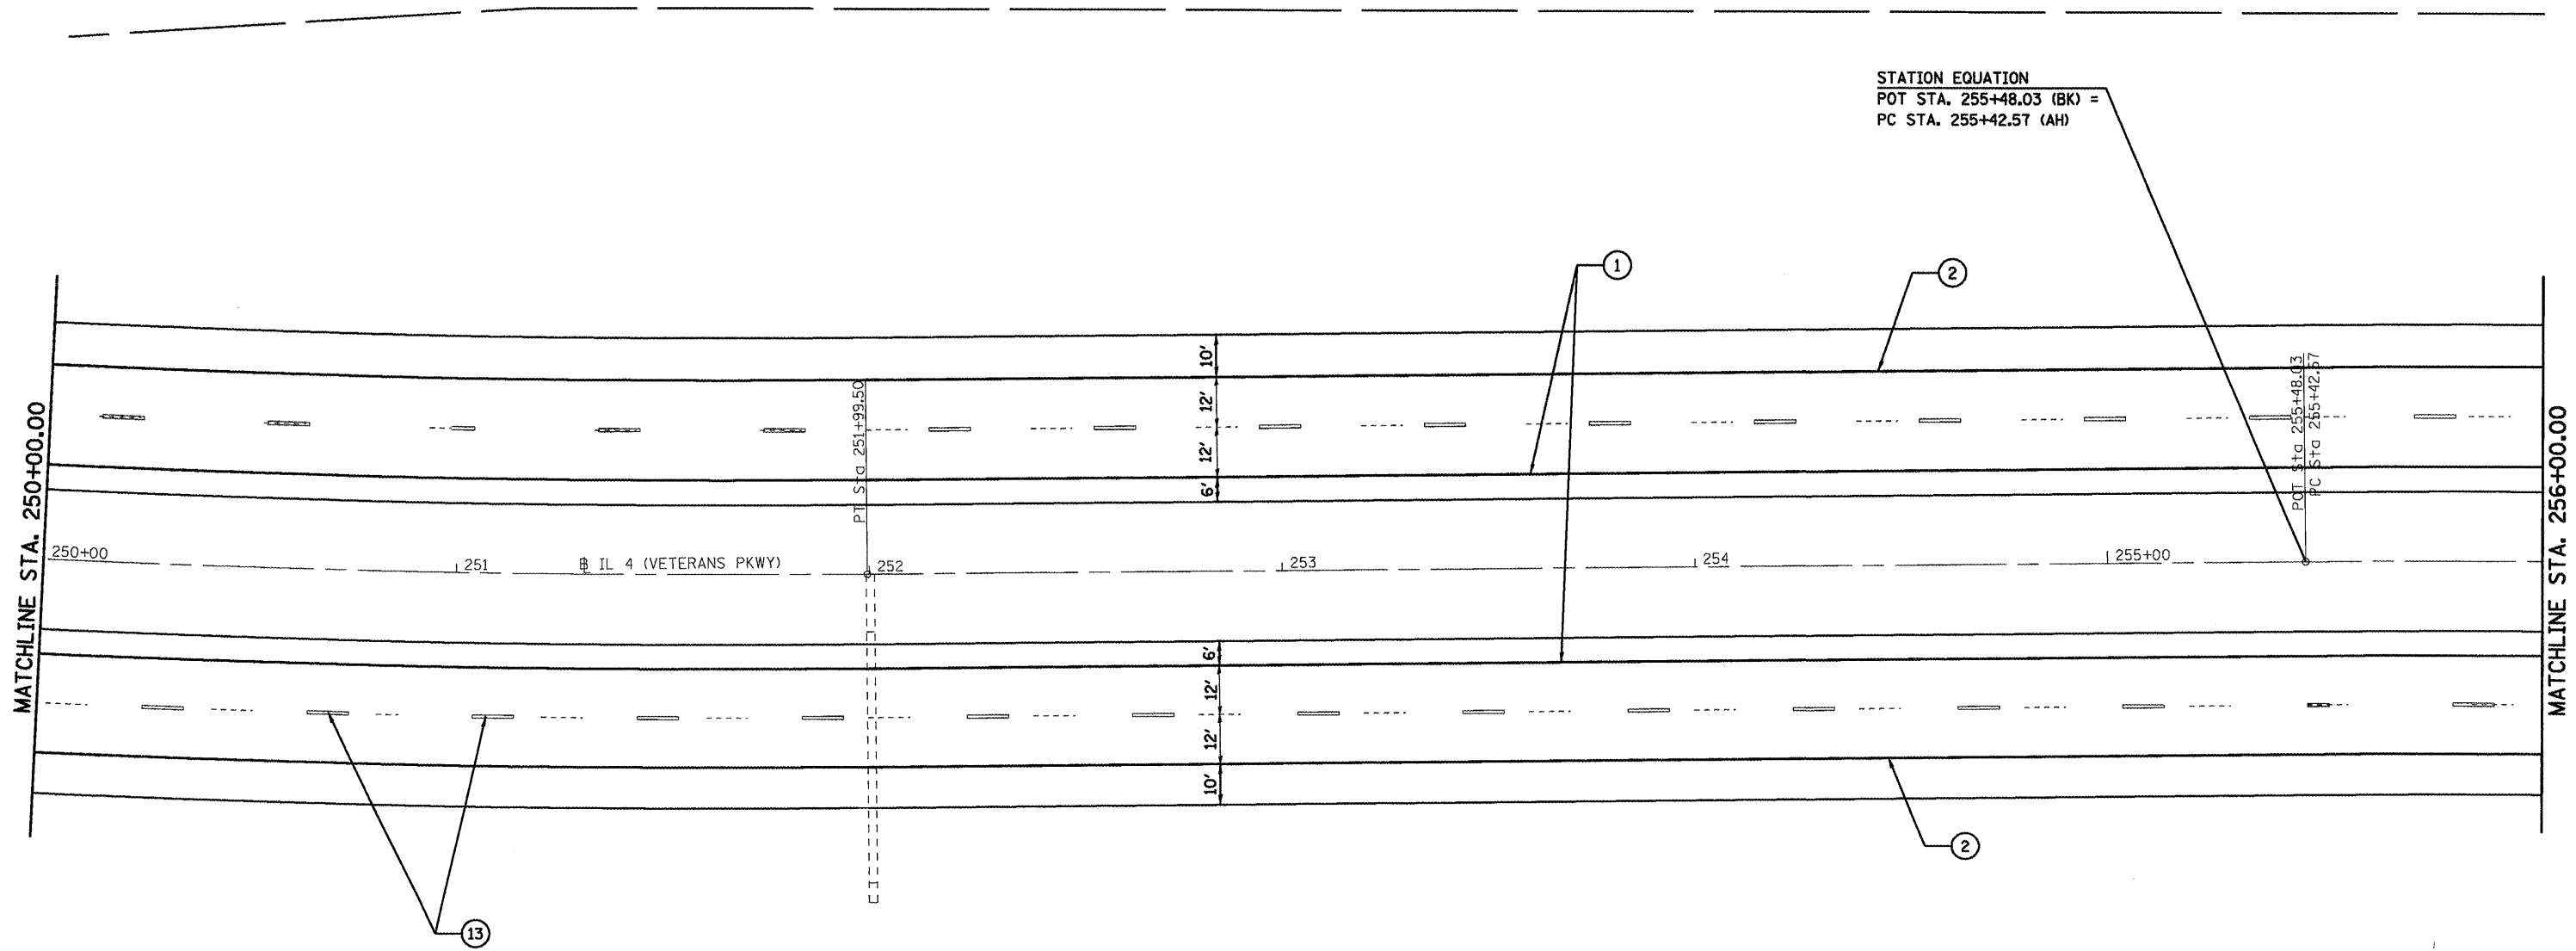 STATION EQUATION
POT STA. 255+48.03 (BK) =
PC STA. 255+42.57 (AH)
1
2
10'
12'
12'
6'
PT Sta 251+99.50
POT Sta 255+48.03
PC Sta 255+42.57
MATCHLINE STA. 250+00.00
MATCHLINE STA. 256+00.00
250+00
251
IL 4 (VETERANS PKWY)
252
253
254
255+00
6'
12'
12'
10'
2
13